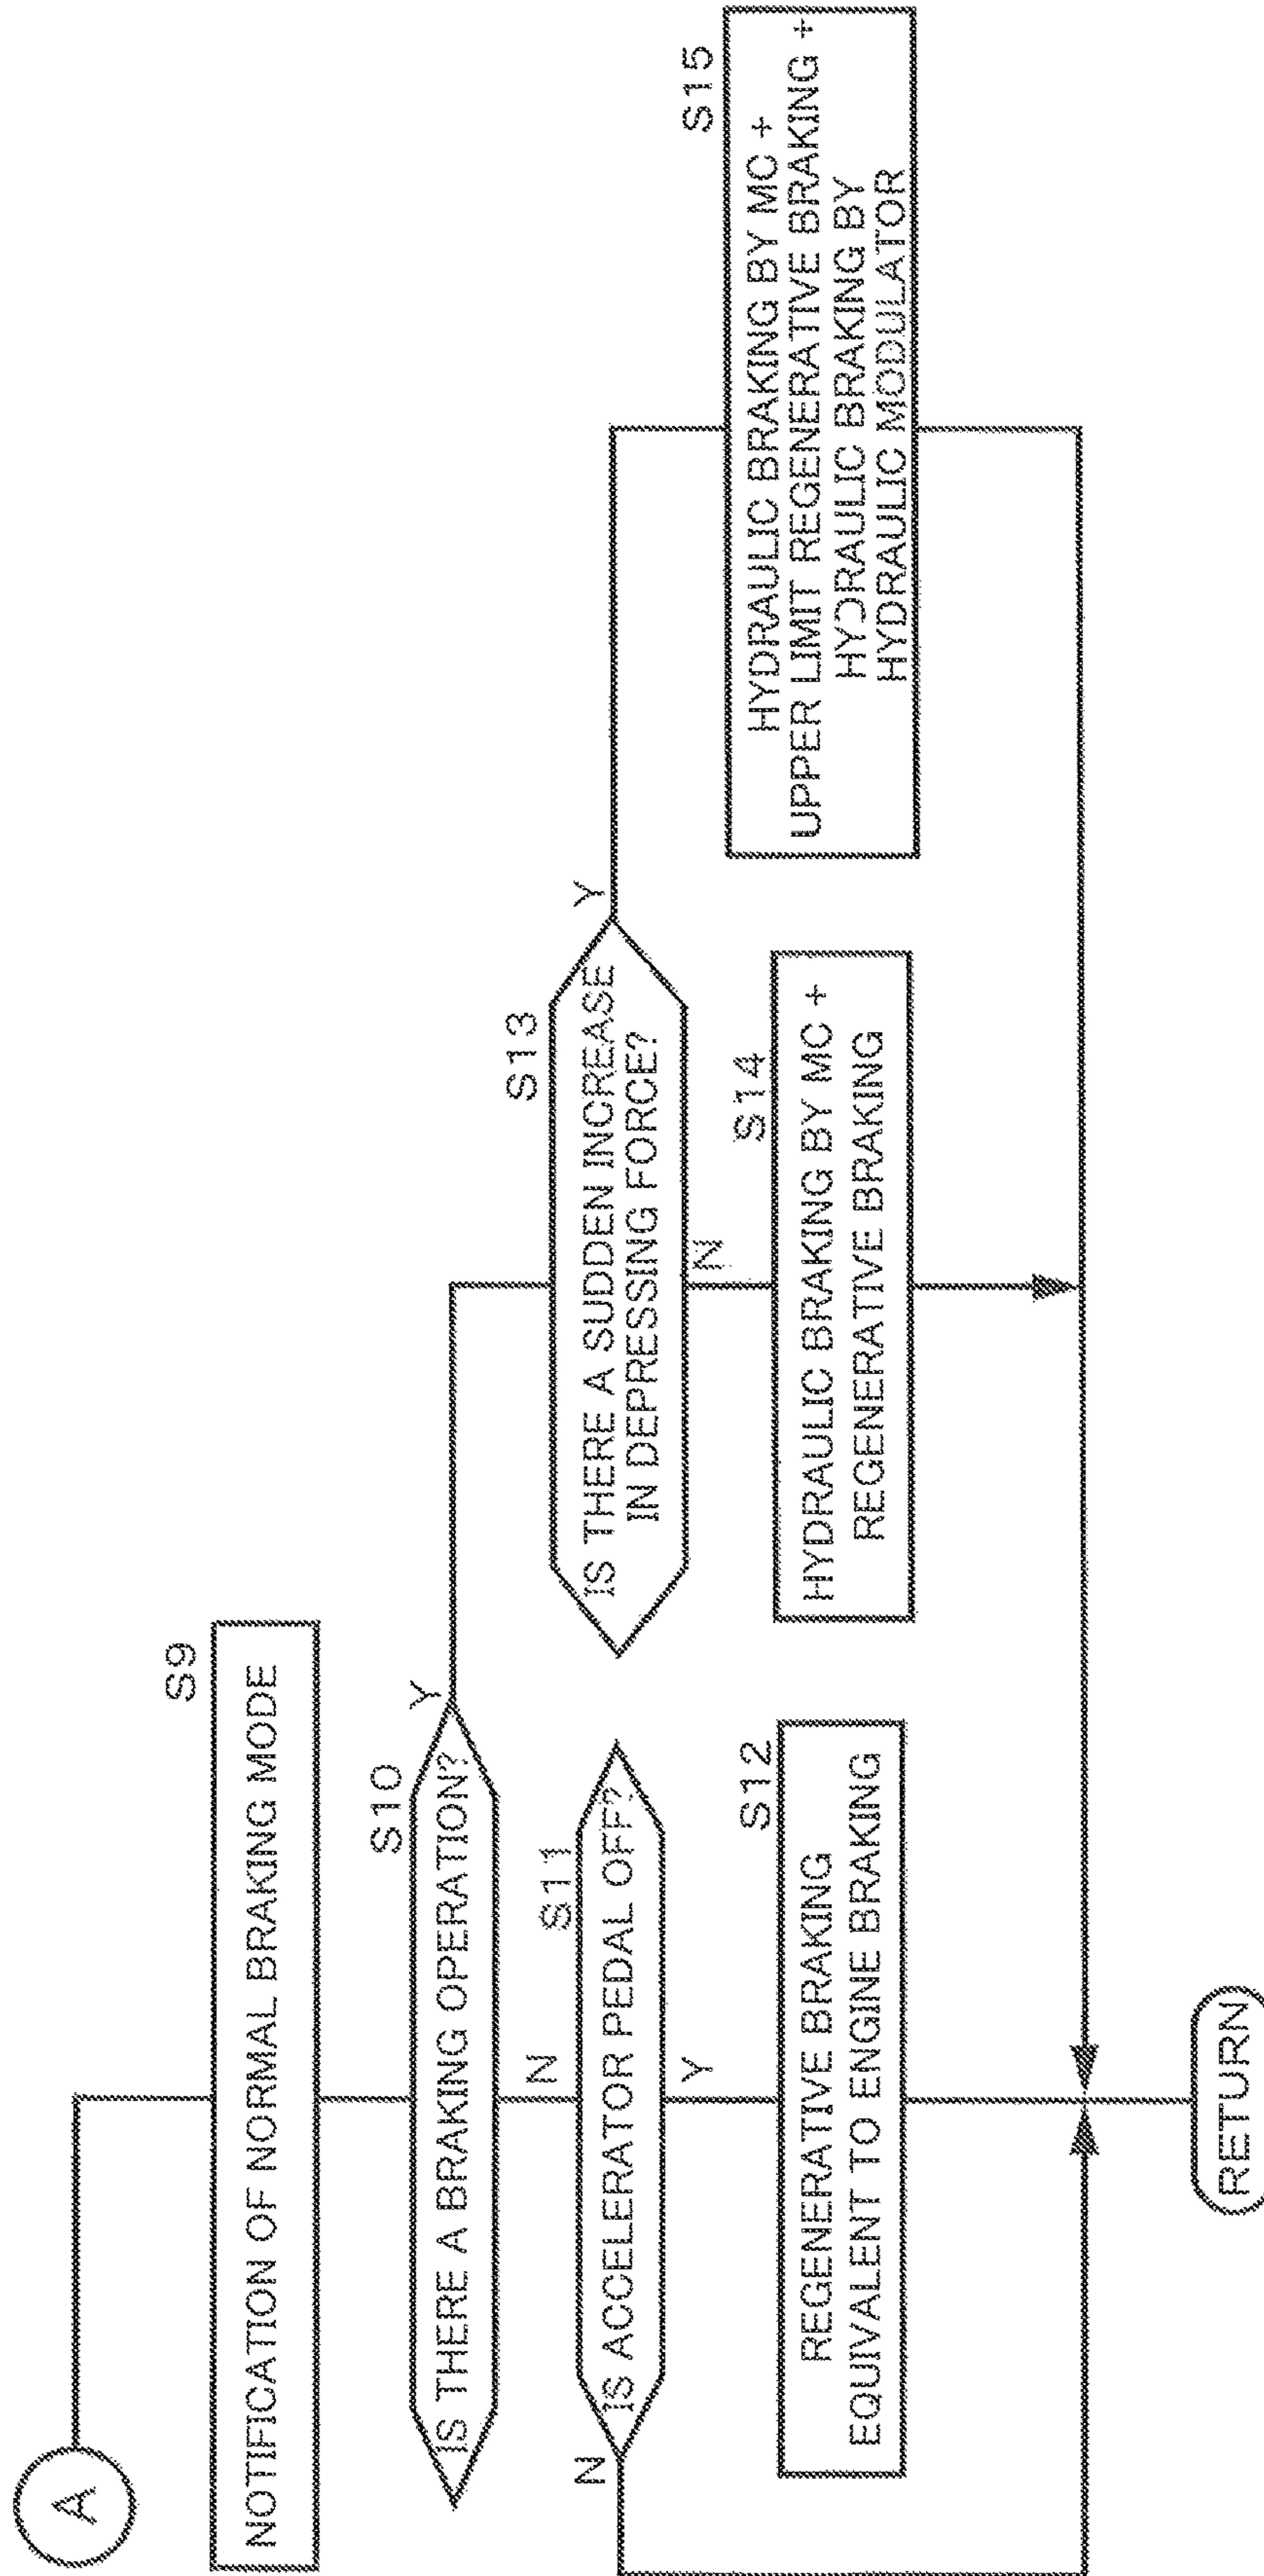 A
S9
NOTIFICATION OF NORMAL BRAKING MODE
S10
IS THERE A BRAKING OPERATION?
Y
N
S11
IS ACCELERATOR PEDAL OFF?
N
Y
S12
REGENERATIVE BRAKING
EQUIVALENT TO ENGINE BRAKING
S13
IS THERE A SUDDEN INCREASE
IN DEPRESSING FORCE?
Y
N
S14
HYDRAULIC BRAKING BY MC +
REGENERATIVE BRAKING
S15
HYDRAULIC BRAKING BY MC +
UPPER LIMIT REGENERATIVE BRAKING +
HYDRAULIC BRAKING BY
HYDRAULIC MODULATOR
RETURN